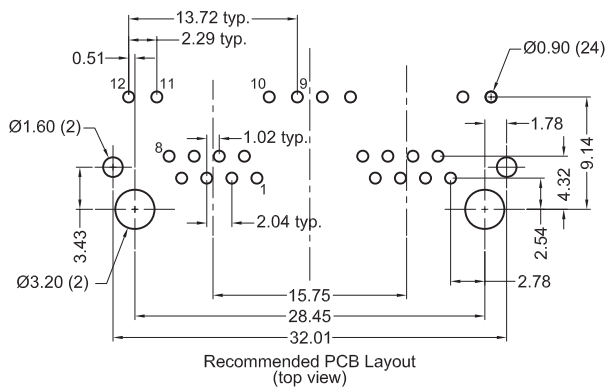 13.72 typ.
2.29 typ.
0.51
Ø0.90 (24)
12
11
10
9
Ø1.60 (2)
1.78
8
1.02 typ.
9.14
4.32
1
2.04 typ.
3.43
2.54
Ø3.20 (2)
2.78
15.75
28.45
32.01
Recommended PCB Layout
(top view)